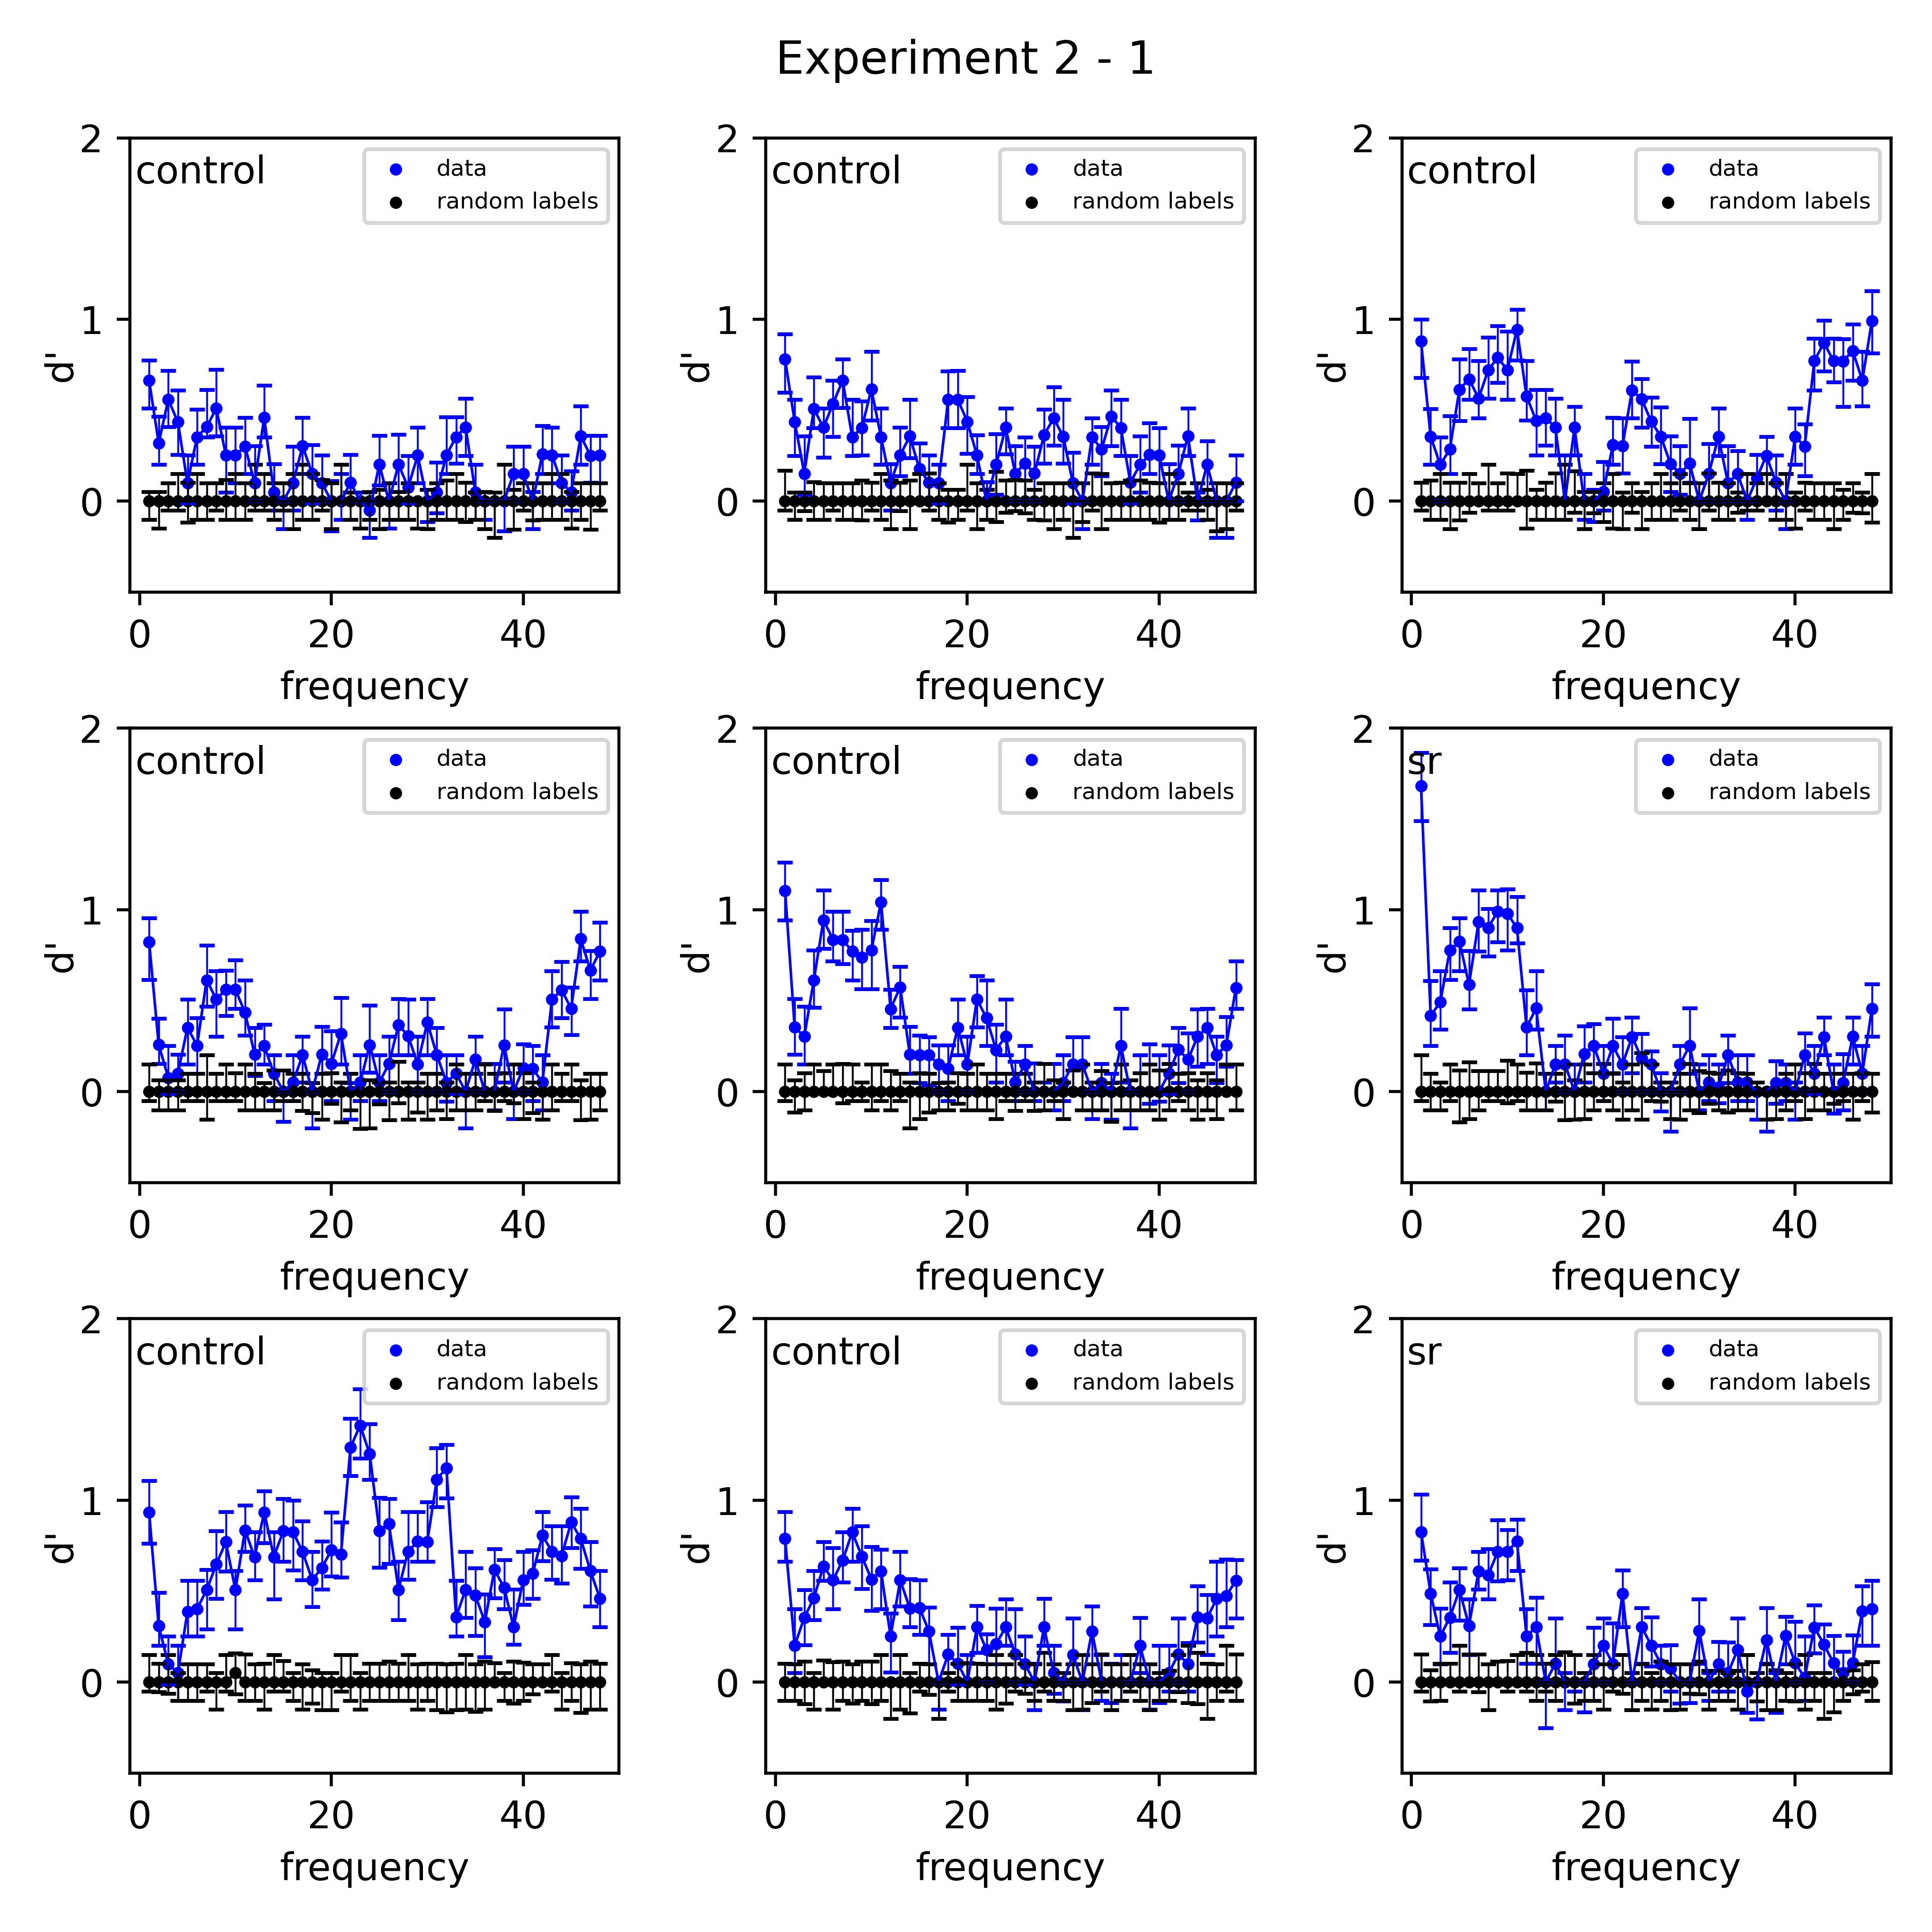 Experiment 2 - 1
2
control
data
random labels
1
d'
0
0 20 40
frequency
2
control
data
random labels
1
d'
0
0 20 40
frequency
2
control
data
random labels
1
d'
0
0 20 40
frequency
2
control
data
random labels
1
d'
0
0 20 40
frequency
2
control
data
random labels
1
d'
0
0 20 40
frequency
2
sr
data
random labels
1
d'
0
0 20 40
frequency
2
control
data
random labels
1
d'
0
0 20 40
frequency
2
control
data
random labels
1
d'
0
0 20 40
frequency
2
sr
data
random labels
1
d'
0
0 20 40
frequency